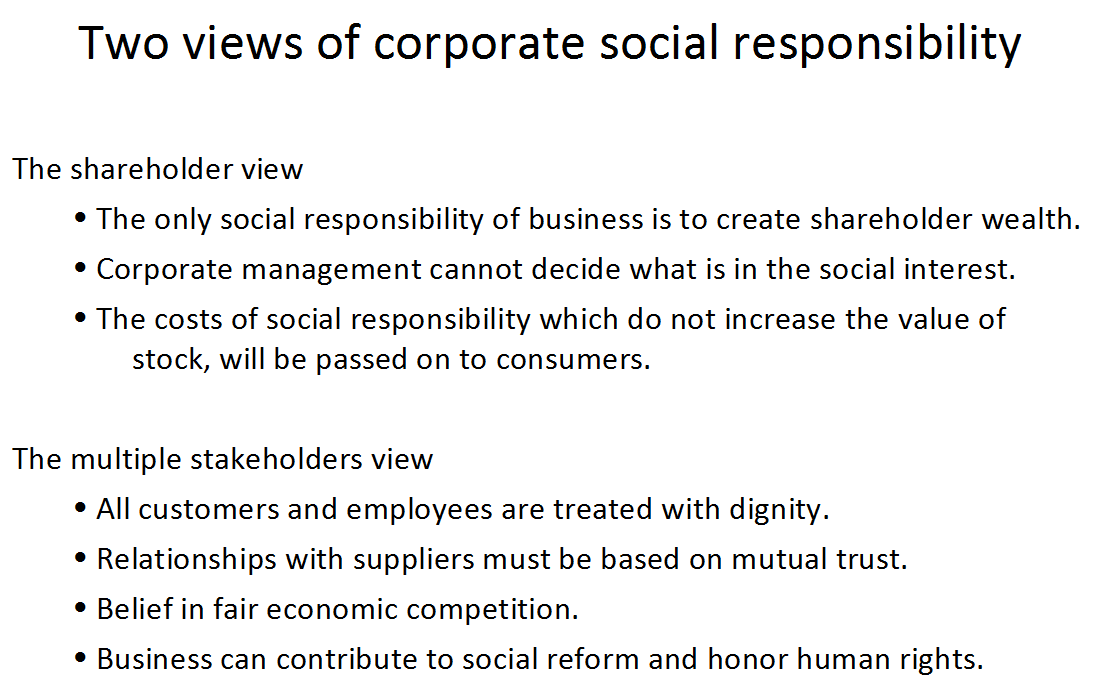 Two views of corporate social responsibility
The shareholder view
• The only social responsibility of business is to create shareholder wealth.
• Corporate management cannot decide what is in the social interest.
• The costs of social responsibility which do not increase the value of
stock, will be passed on to consumers.
The multiple stakeholders view
• All customers and employees are treated with dignity.
• Relationships with suppliers must be based on mutual trust.
• Belief in fair economic competition.
• Business can contribute to social reform and honor human rights.